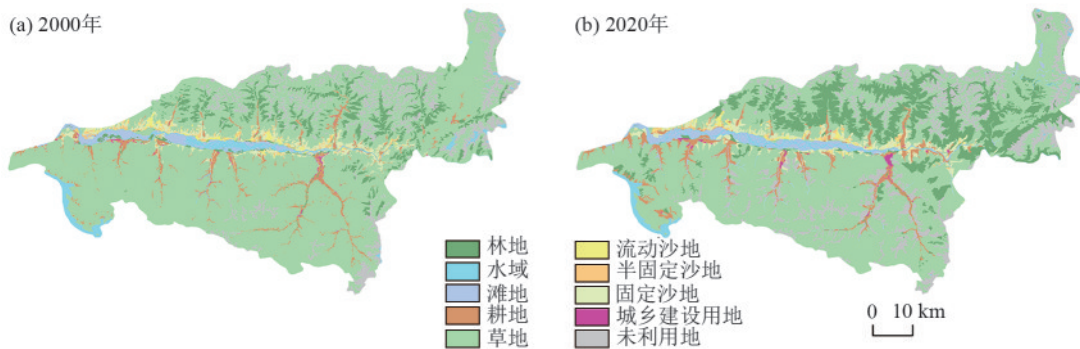 (a) 2000年
(b) 2020年
林地
水域
滩地
耕地
草地
流动沙地
半固定沙地
固定沙地
城乡建设用地
未利用地
0 10 km